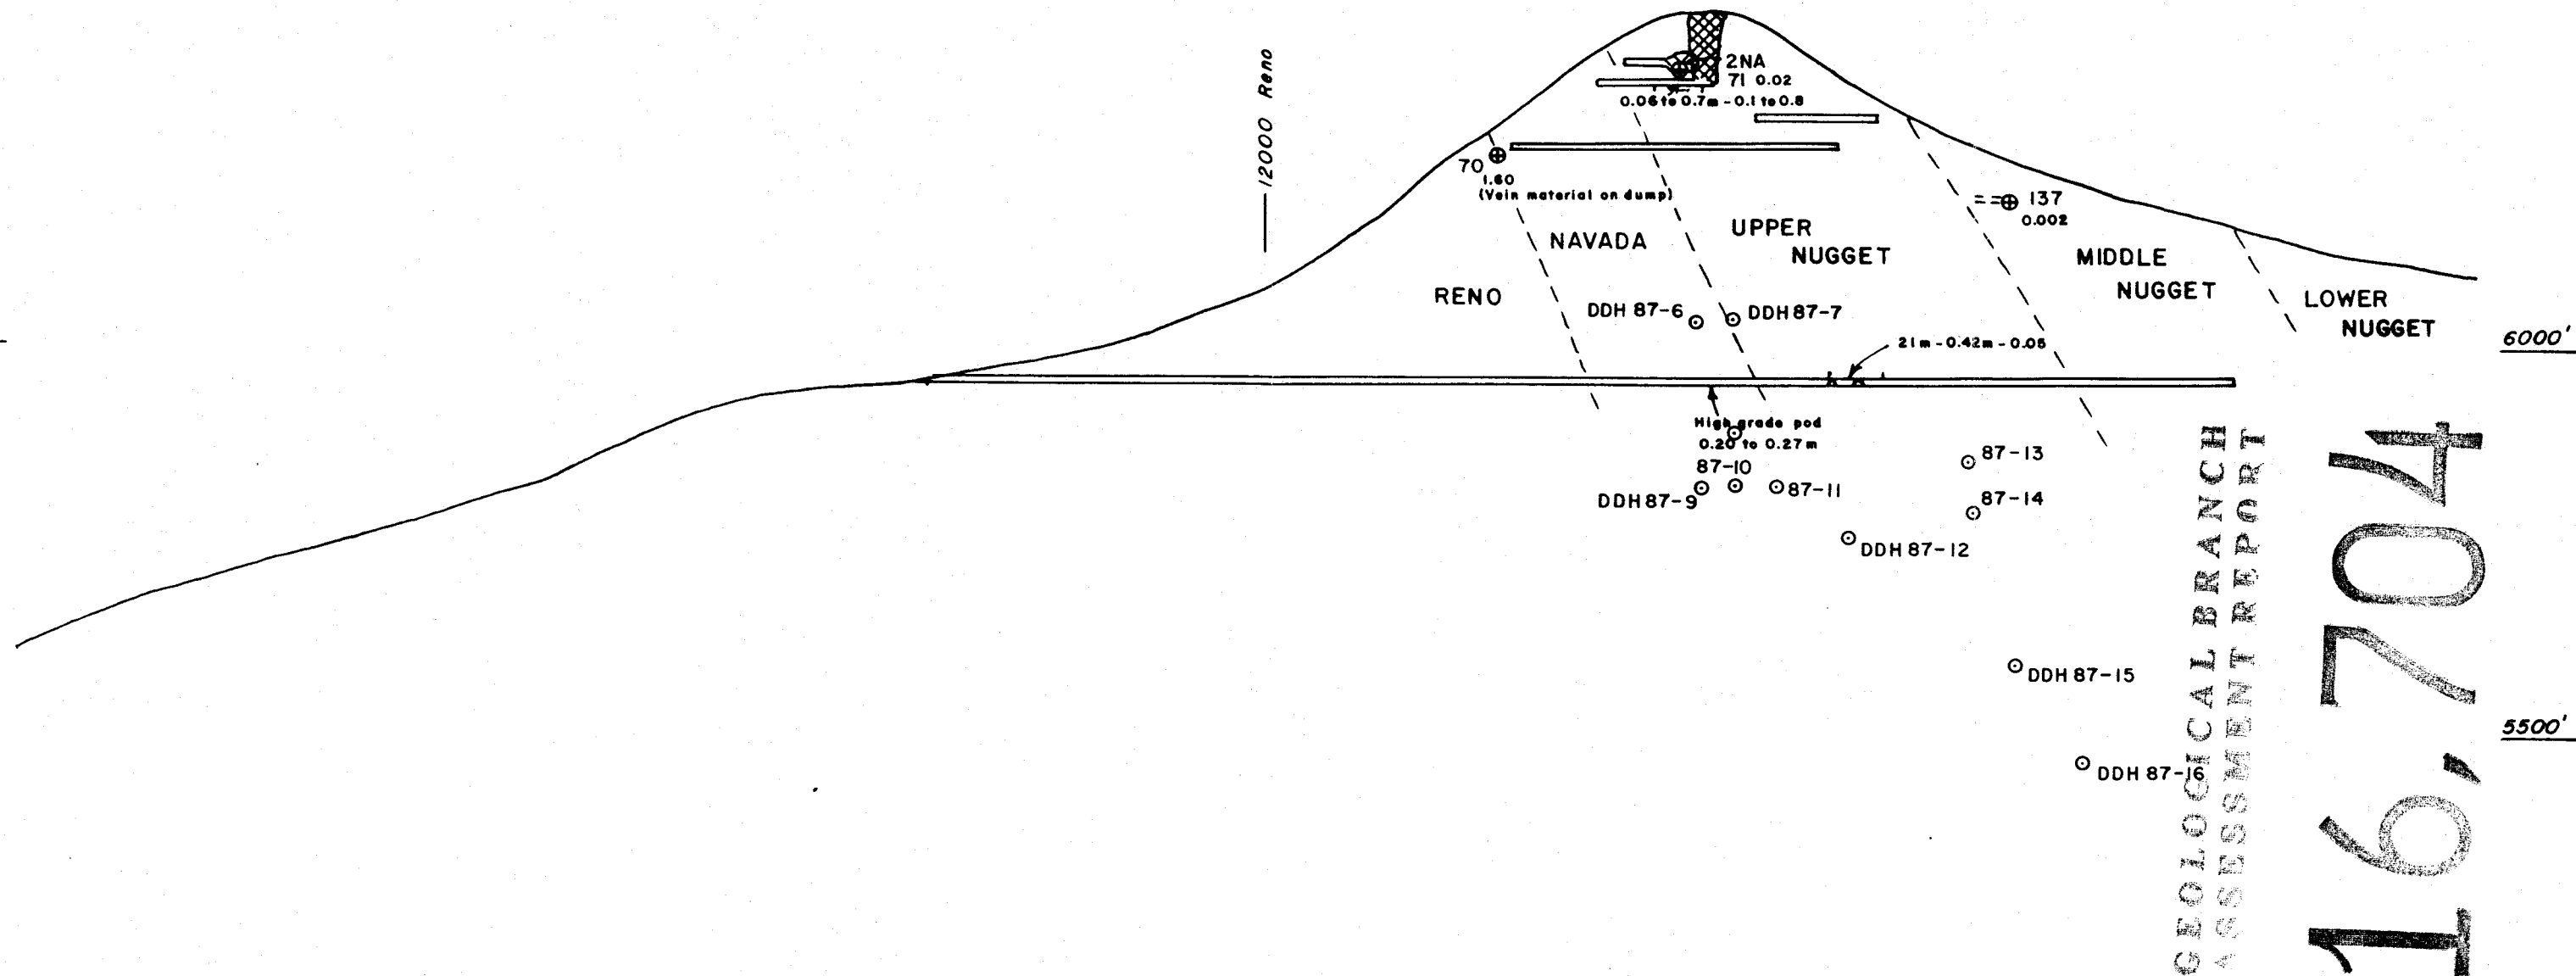 12000 Reno
2NA
71 0.02
0.06 to 0.7m - 0.1 to 0.8
70
1.60
(Vein material on dump)
137
0.002
NAVADA
UPPER
NUGGET
MIDDLE
NUGGET
RENO
LOWER
NUGGET
DDH 87-6
DDH 87-7
6000'
21m - 0.42m - 0.05
High grade pod
0.20 to 0.27m
87-10
87-13
DDH 87-9
87-11
87-14
DDH 87-12
DDH 87-15
5500'
DDH 87-16
GEOLOGICAL BRANCH
ASSESSMENT REPORT
16,704